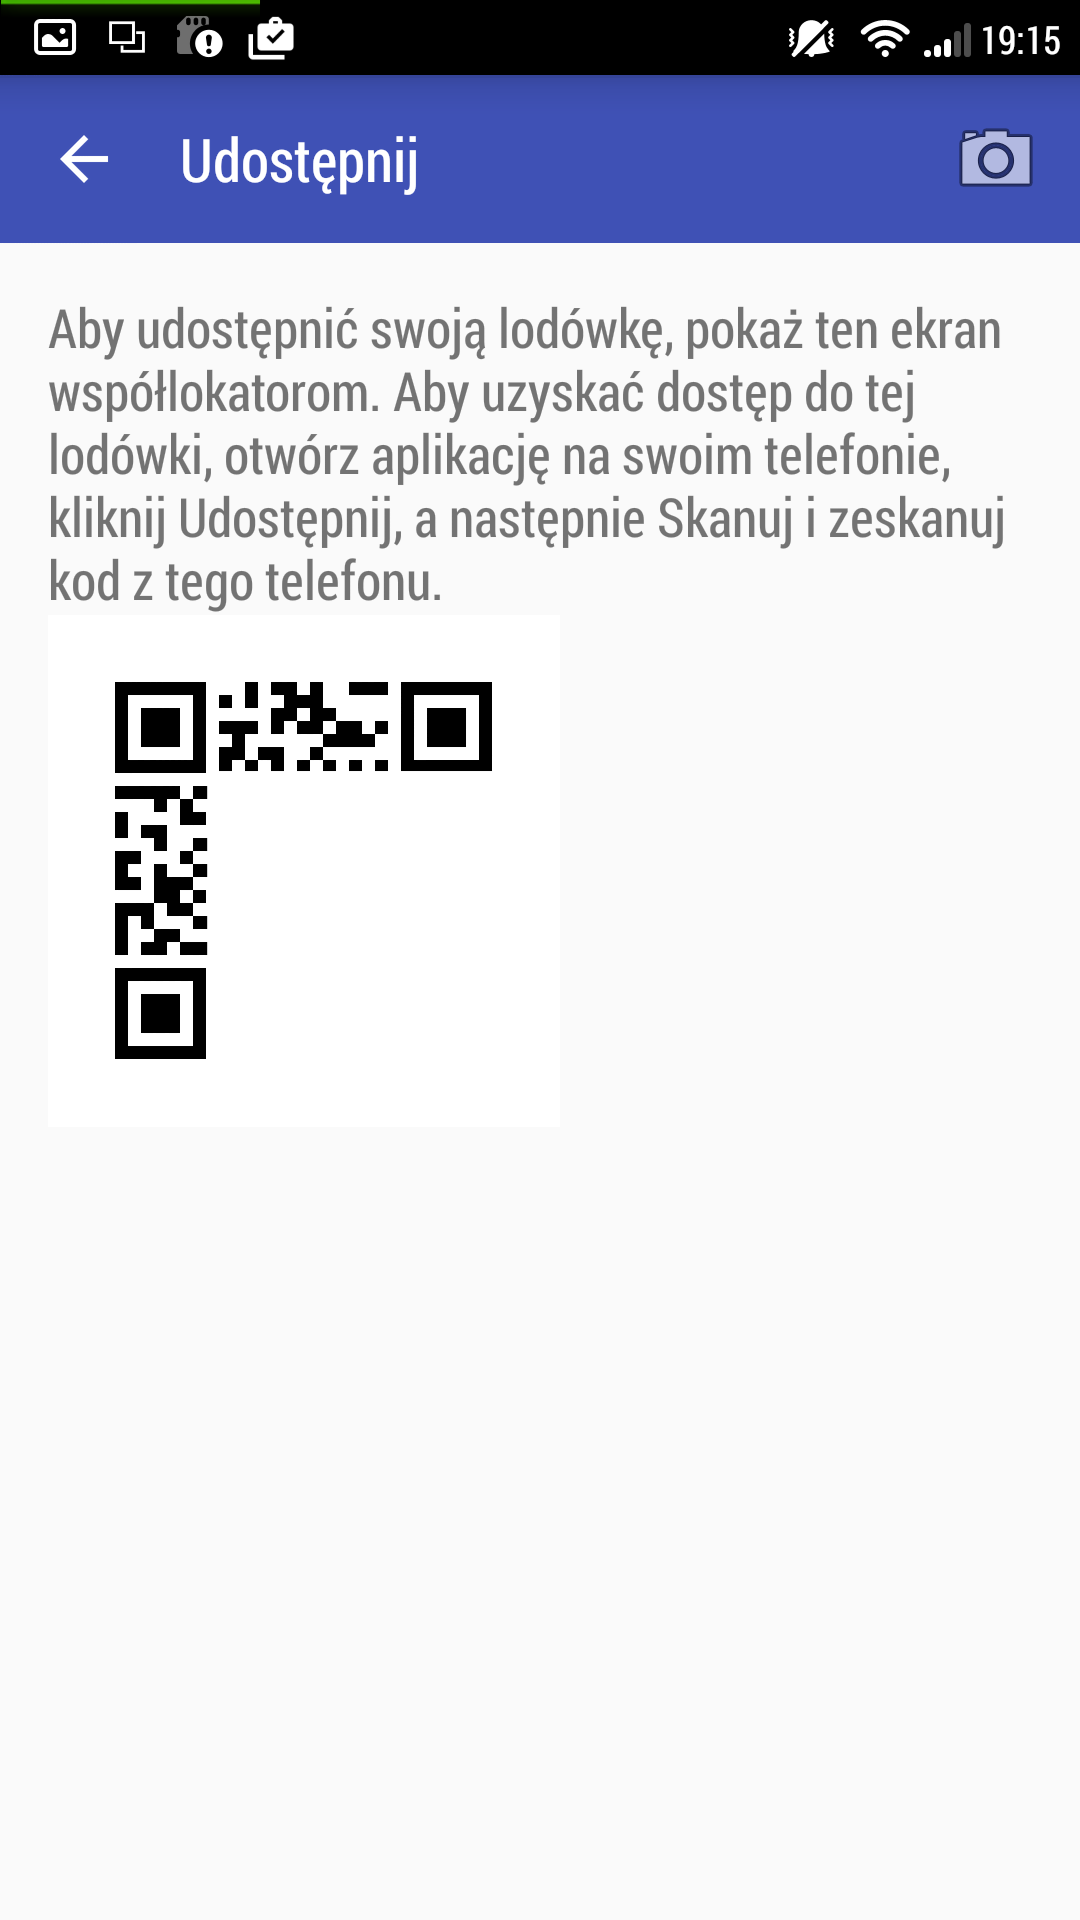 19:15
Udostępnij
Aby udostępnić swoją lodówkę, pokaż ten ekran
współlokatorom. Aby uzyskać dostęp do tej
lodówki, otwórz aplikację na swoim telefonie,
kliknij Udostępnij, a następnie Skanuj i zeskanuj
kod z tego telefonu.